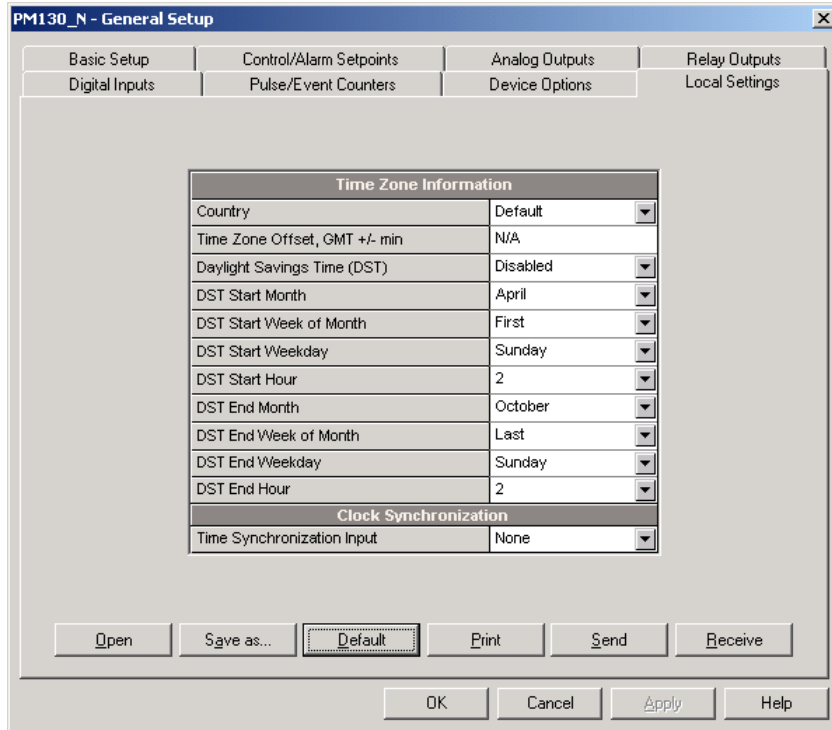 PM130_N - General Setup
Basic Setup Control/Alarm Setpoints Analog Outputs Relay Outputs
Digital Inputs Pulse/Event Counters Device Options Local Settings
Time Zone Information
Country Default
Time Zone Offset, GMT +/- min N/A
Daylight Savings Time (DST) Disabled
DST Start Month April
DST Start Week of Month First
DST Start Weekday Sunday
DST Start Hour 2
DST End Month October
DST End Week of Month Last
DST End Weekday Sunday
DST End Hour 2
Clock Synchronization
Time Synchronization Input None
Open Save as... Default Print Send Receive
OK Cancel Apply Help